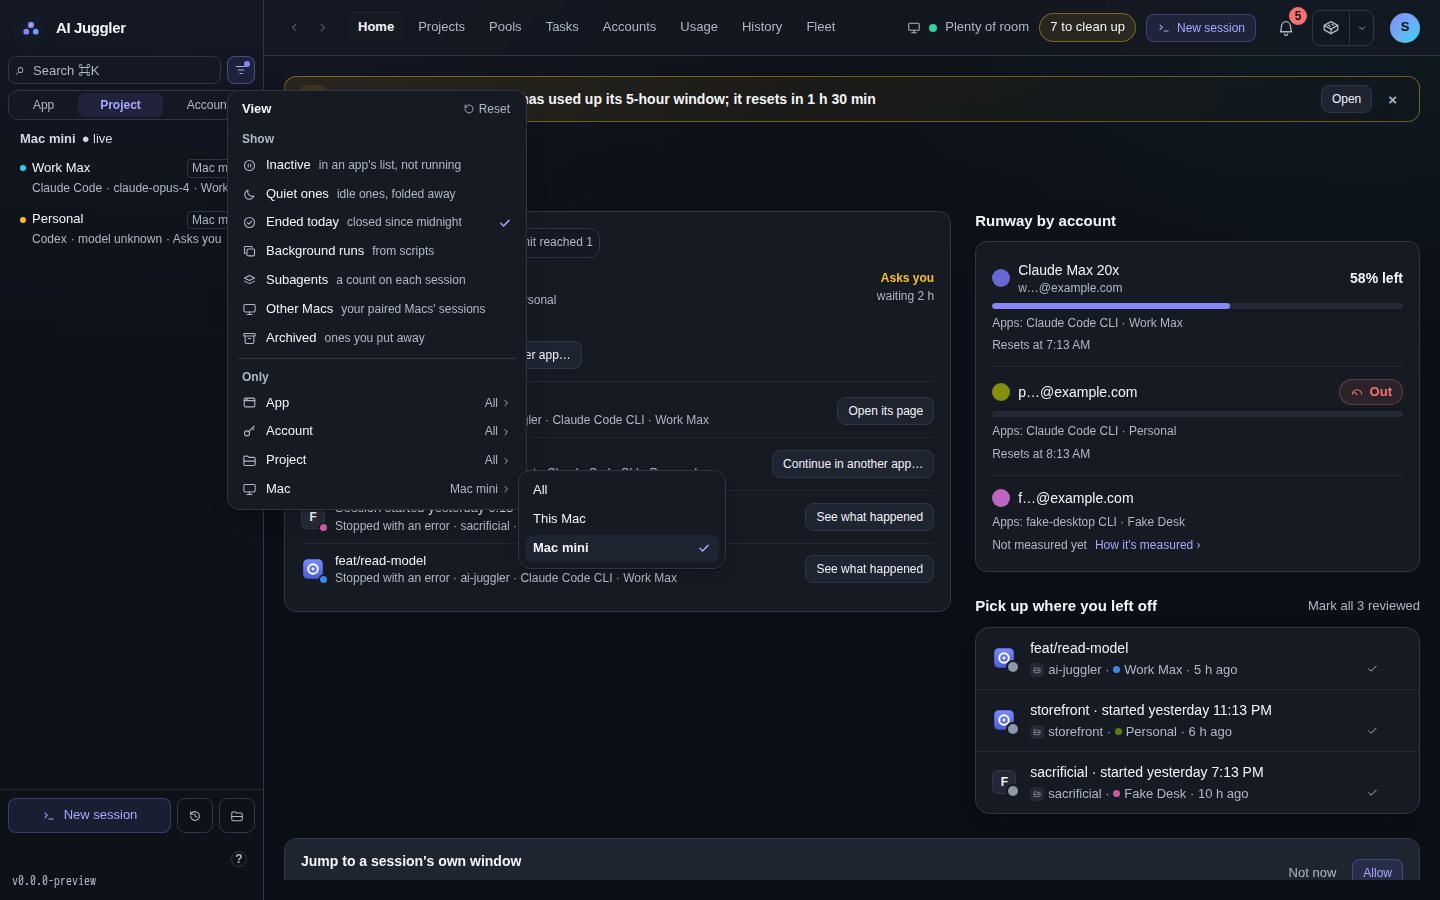 AI Juggler
Search ⌘K
App
Project
Accoun
Mac mini
live
Work Max
Mac m
Claude Code · claude-opus-4 · Work
Personal
Mac m
Codex · model unknown · Asks you
New session
?
v0.0.0-preview
Home
Projects
Pools
Tasks
Accounts
Usage
History
Fleet
Plenty of room
7 to clean up
New session
5
S
has used up its 5-hour window; it resets in 1 h 30 min
Open
×
View
Reset
Show
Inactive in an app's list, not running
Quiet ones idle ones, folded away
Ended today closed since midnight
Background runs from scripts
Subagents a count on each session
Other Macs your paired Macs' sessions
Archived ones you put away
Only
App
All
Account
All
Project
All
Mac
Mac mini
All
This Mac
Mac mini
reached 1
Asks you
waiting 2 h
app…
· Claude Code CLI · Work Max
Open its page
Continue in another app…
F
Stopped with an error · sacrificial ·
See what happened
feat/read-model
Stopped with an error · ai-juggler · Claude Code CLI · Work Max
See what happened
Runway by account
Claude Max 20x
w…@example.com
58% left
Apps: Claude Code CLI · Work Max
Resets at 7:13 AM
p…@example.com
Out
Apps: Claude Code CLI · Personal
Resets at 8:13 AM
f…@example.com
Apps: fake-desktop CLI · Fake Desk
Not measured yet How it's measured ›
Pick up where you left off
Mark all 3 reviewed
feat/read-model
ai-juggler · Work Max · 5 h ago
storefront · started yesterday 11:13 PM
storefront · Personal · 6 h ago
F
sacrificial · started yesterday 7:13 PM
sacrificial · Fake Desk · 10 h ago
Jump to a session's own window
Not now
Allow